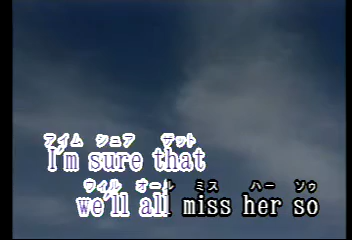 アイム シュア ザット
I'm sure that
ウィル オール ミス ハー ソゥ
we'll all miss her so